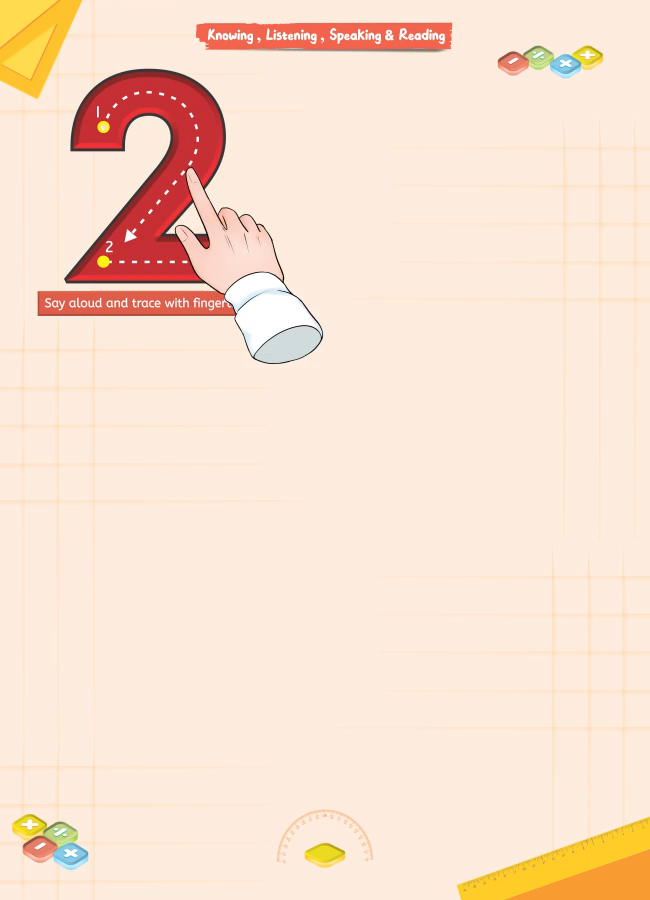 Knowing , Listening , Speaking & Reading
1
2
Say aloud and trace with finger